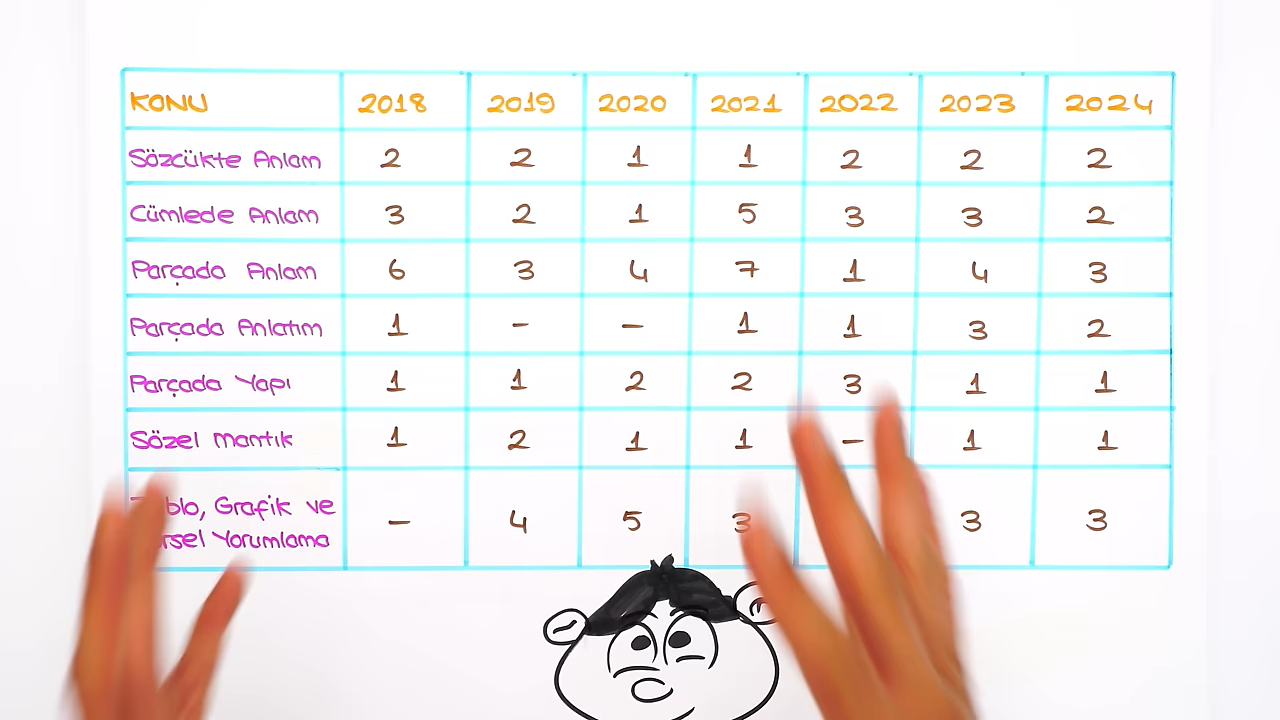 KONU 2018 2019 2020 2021 2022 2023 2024
Sözcükte Anlam 2 2 1 1 2 2 2
Cümlede Anlam 3 2 1 5 3 3 2
Parçada Anlam 6 3 4 7 1 4 3
Parçada Anlatım 1 - - 1 1 3 2
Parçada Yapı 1 1 2 2 3 1 1
Sözel Mantık 1 2 1 1 - 1 1
Grafik ve
Yorumlama - 4 5 3 3 3